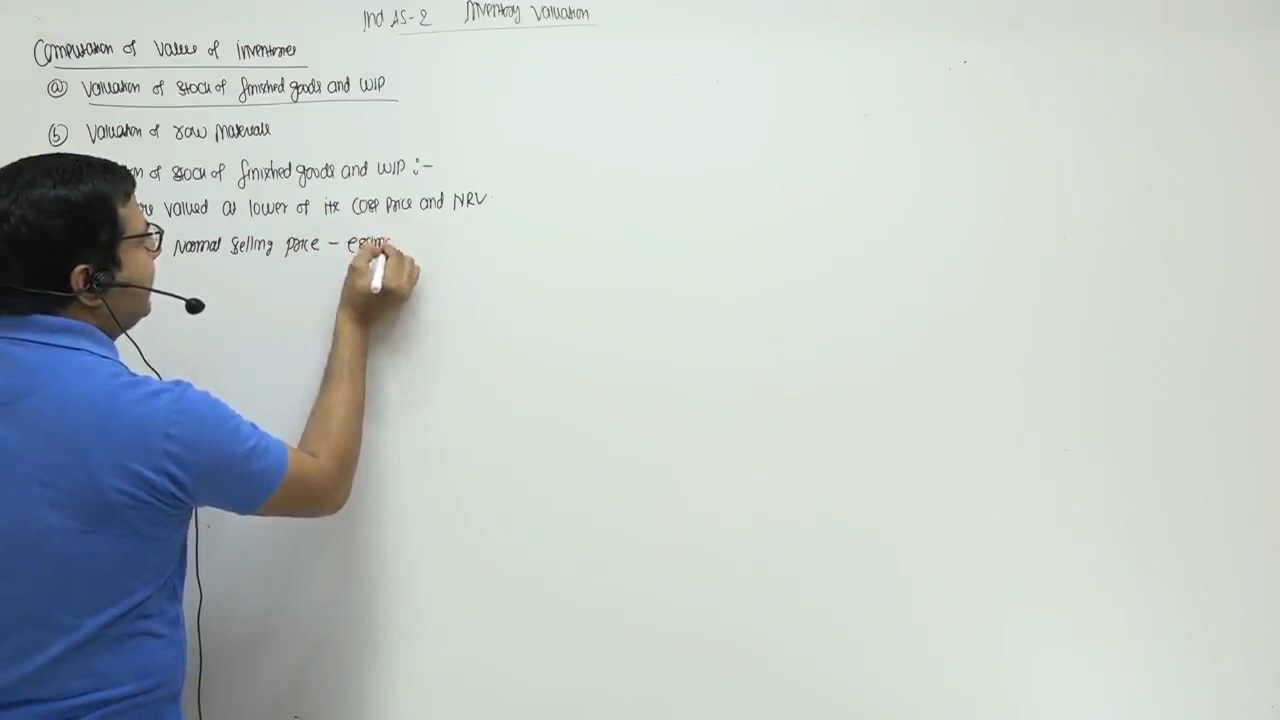 Ind AS-2 Inventory Valuation
Computation of Value of inventories
(a) Valuation of stock of finished goods and WIP
(b) Valuation of raw Materials
of stock of finished goods and WIP :-
valued at lower of its Cost price and NRV.
Normal Selling price -